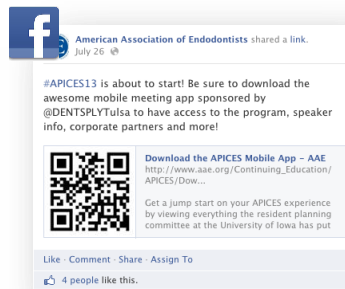 American Association of Endodontists shared a link.
July 26
#APICES13 is about to start! Be sure to download the
awesome mobile meeting app sponsored by
@DENTSPLYTulsa to have access to the program, speaker
info, corporate partners and more!
Download the APICES Mobile App – AAE
http://www.aae.org/Continuing_Education/
APICES/Dow...
Get a jump start on your APICES experience
by viewing everything the resident planning
committee at the University of Iowa has put
Like · Comment · Share · Assign To
4 people like this.